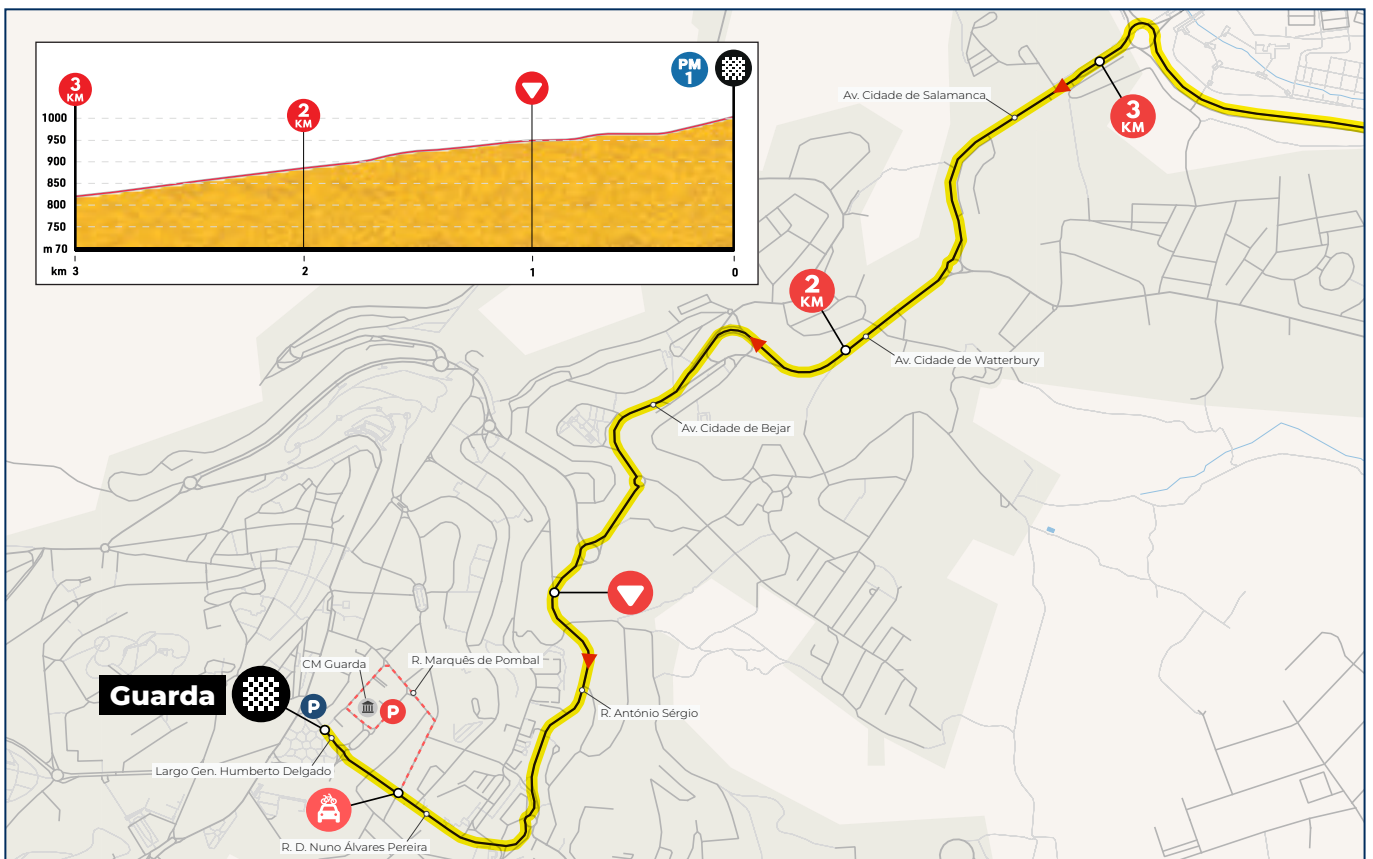 3
KM
2
KM
PM
1
1000
950
900
850
800
750
m 70
km 3
2
1
0
Av. Cidade de Salamanca
3
KM
2
KM
Av. Cidade de Watterbury
Av. Cidade de Bejar
CM Guarda
R. Marquês de Pombal
Guarda
P
P
R. António Sérgio
Largo Gen. Humberto Delgado
R. D. Nuno Álvares Pereira